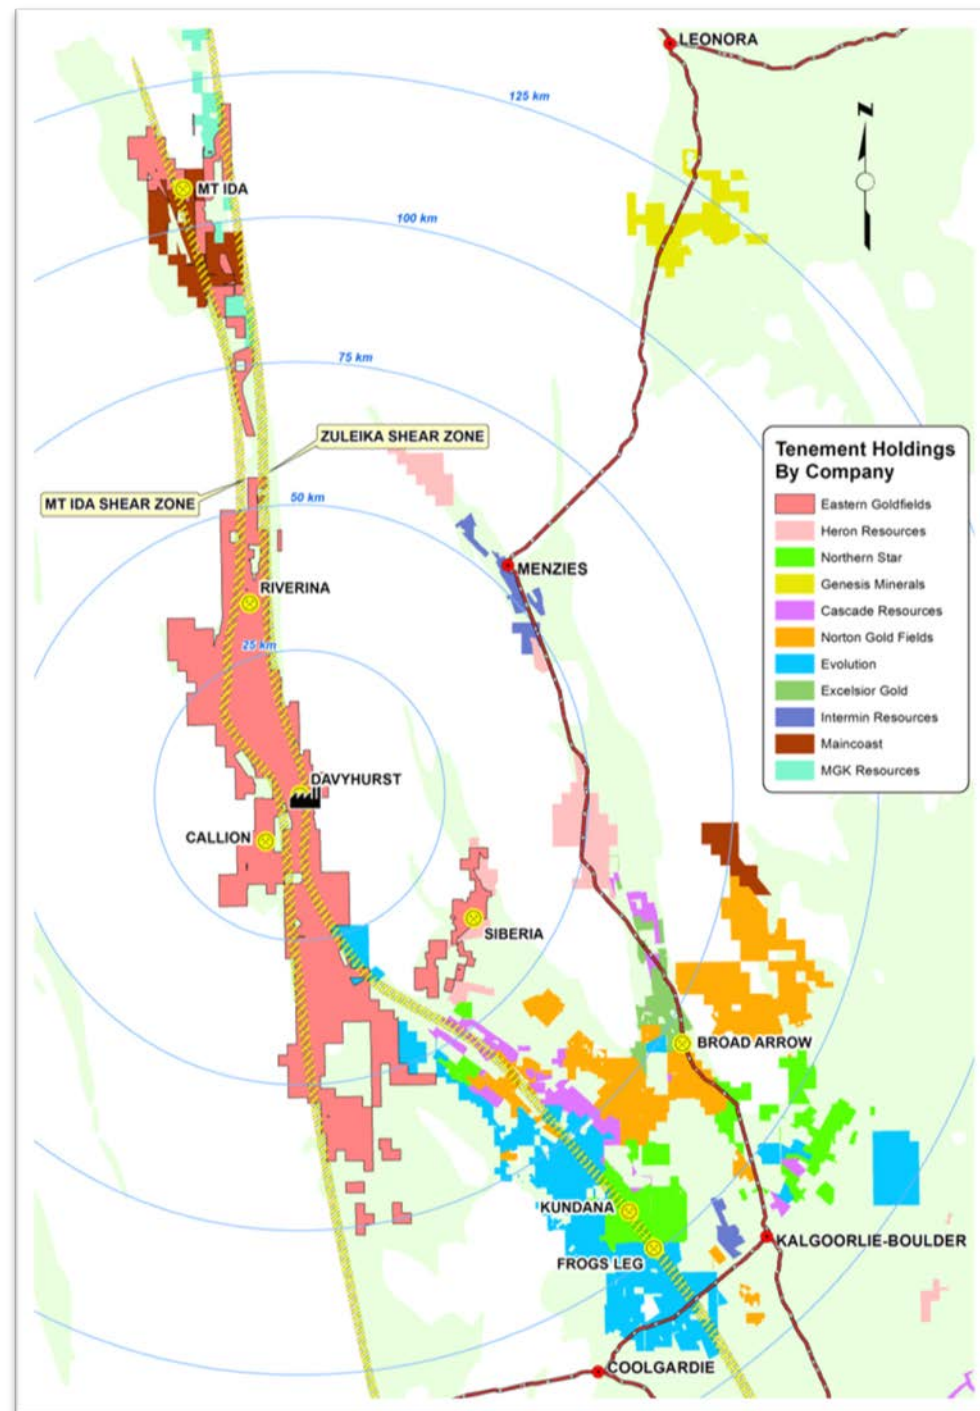 LEONORA
125 km
N
MT IDA
100 km
75 km
ZULEIKA SHEAR ZONE
MT IDA SHEAR ZONE
50 km
Tenement Holdings
By Company
Eastern Goldfields
Heron Resources
Northern Star
Genesis Minerals
Cascade Resources
Norton Gold Fields
Evolution
Excelsior Gold
Intermin Resources
Maincoast
MGK Resources
MENZIES
RIVERINA
25 km
DAVYHURST
CALLION
SIBERIA
BROAD ARROW
KUNDANA
KALGOORLIE-BOULDER
FROGS LEG
COOLGARDIE